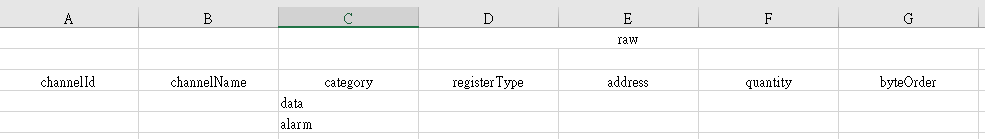 A B C D E F G
raw
channelId channelName category registerType address quantity byteOrder
data
alarm